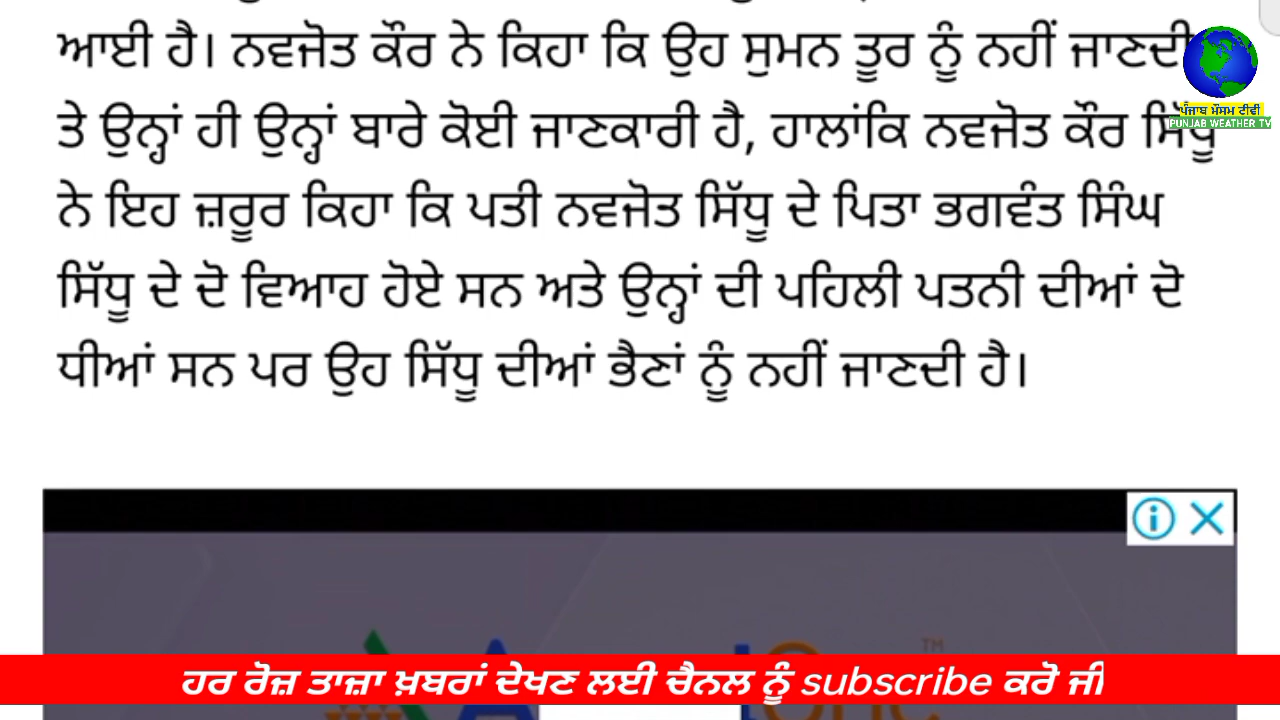 ਆਈ ਹੈ। ਨਵਜੋਤ ਕੌਰ ਨੇ ਕਿਹਾ ਕਿ ਉਹ ਸੁਮਨ ਤੂਰ ਨੂੰ ਨਹੀਂ ਜਾਣਦੀ
ਤੇ ਉਨ੍ਹਾਂ ਹੀ ਉਨ੍ਹਾਂ ਬਾਰੇ ਕੋਈ ਜਾਣਕਾਰੀ ਹੈ, ਹਾਲਾਂਕਿ ਨਵਜੋਤ ਕੌਰ ਸਿੱਧੂ
ਨੇ ਇਹ ਜ਼ਰੂਰ ਕਿਹਾ ਕਿ ਪਤੀ ਨਵਜੋਤ ਸਿੱਧੂ ਦੇ ਪਿਤਾ ਭਗਵੰਤ ਸਿੰਘ
ਸਿੱਧੂ ਦੇ ਦੋ ਵਿਆਹ ਹੋਏ ਸਨ ਅਤੇ ਉਨ੍ਹਾਂ ਦੀ ਪਹਿਲੀ ਪਤਨੀ ਦੀਆਂ ਦੋ
ਧੀਆਂ ਸਨ ਪਰ ਉਹ ਸਿੱਧੂ ਦੀਆਂ ਭੈਣਾਂ ਨੂੰ ਨਹੀਂ ਜਾਣਦੀ ਹੈ।
ਪੰਜਾਬ ਮੌਸਮ ਟੀਵੀ
PUNJAB WEATHER TV
ਹਰ ਰੋਜ਼ ਤਾਜ਼ਾ ਖ਼ਬਰਾਂ ਦੇਖਣ ਲਈ ਚੈਨਲ ਨੂੰ subscribe ਕਰੋ ਜੀ